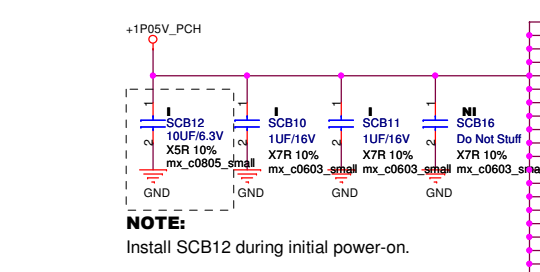 +1P05V_PCH
1
I
SCB12
10UF/6.3V
X5R 10%
mx_c0805_small
2
GND
1
I
SCB10
1UF/16V
X7R 10%
mx_c0603_small
2
GND
1
I
SCB11
1UF/16V
X7R 10%
mx_c0603_small
2
GND
1
NI
SCB16
Do Not Stuff
X7R 10%
mx_c0603_sma
2
GND
NOTE:
Install SCB12 during initial power-on.